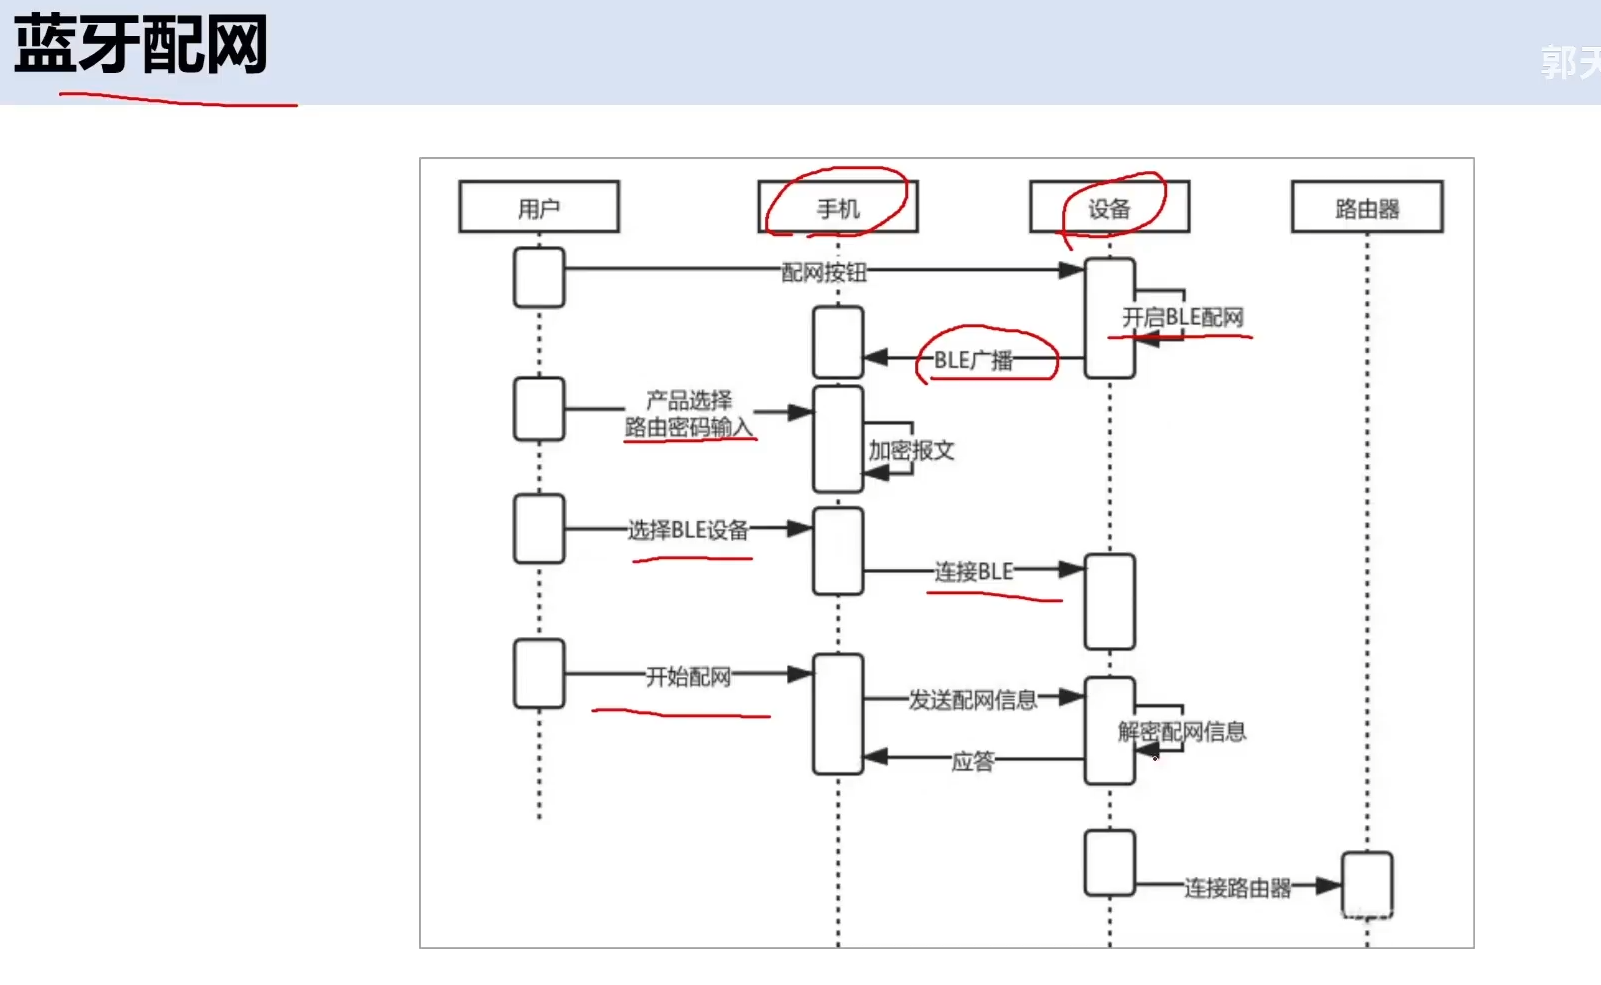 蓝牙配网
郭天
用户
手机
设备
路由器
配网按钮
开启BLE配网
BLE广播
产品选择
路由密码输入
加密报文
选择BLE设备
连接BLE
开始配网
发送配网信息
解密配网信息
应答
连接路由器